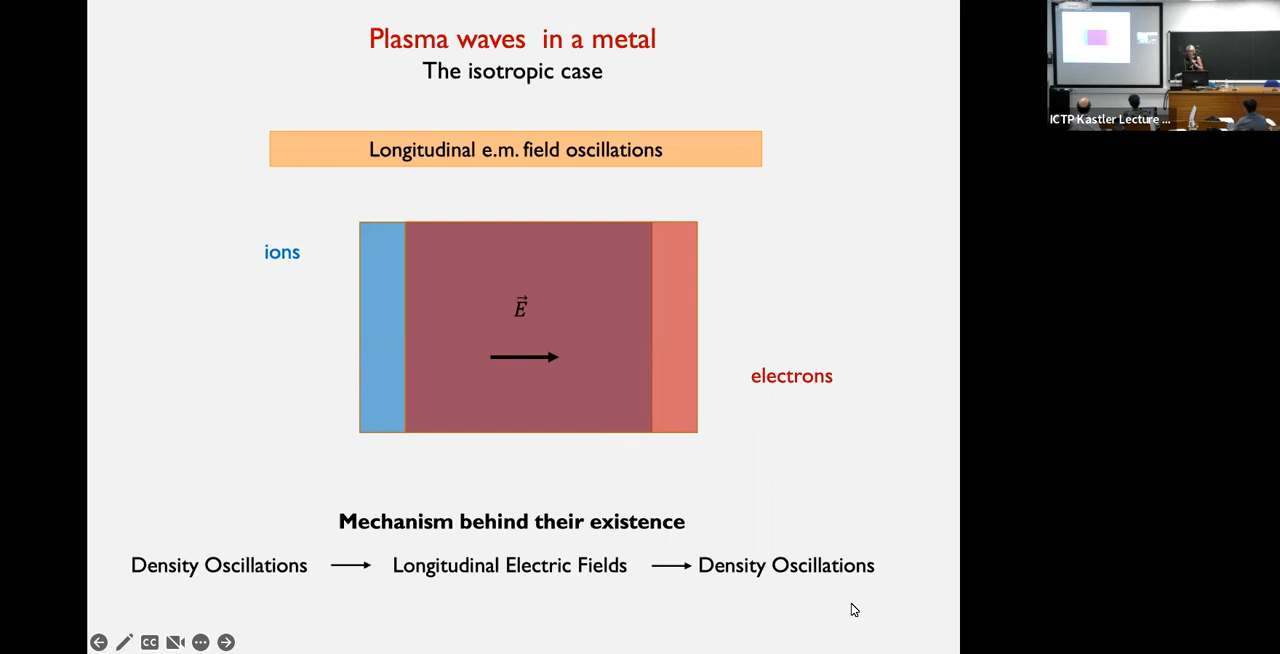 Plasma waves in a metal
The isotropic case
Longitudinal e.m. field oscillations
ions
E
electrons
Mechanism behind their existence
Density Oscillations → Longitudinal Electric Fields → Density Oscillations
CC
ICTP Kastler Lecture ...